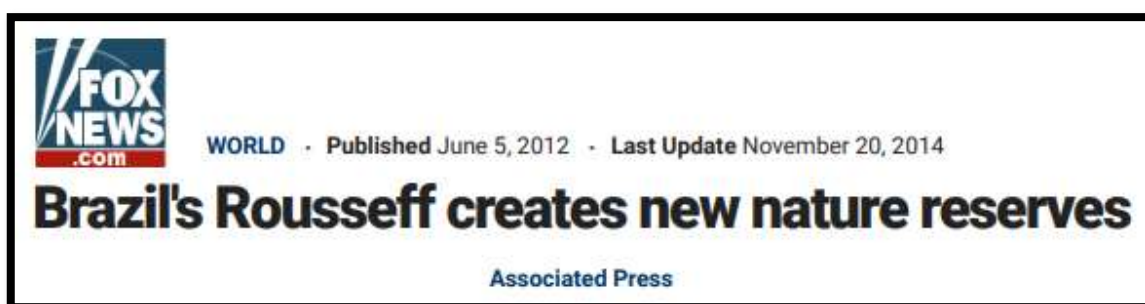 FOX
NEWS
.com
WORLD · Published June 5, 2012 · Last Update November 20, 2014
Brazil's Rousseff creates new nature reserves
Associated Press